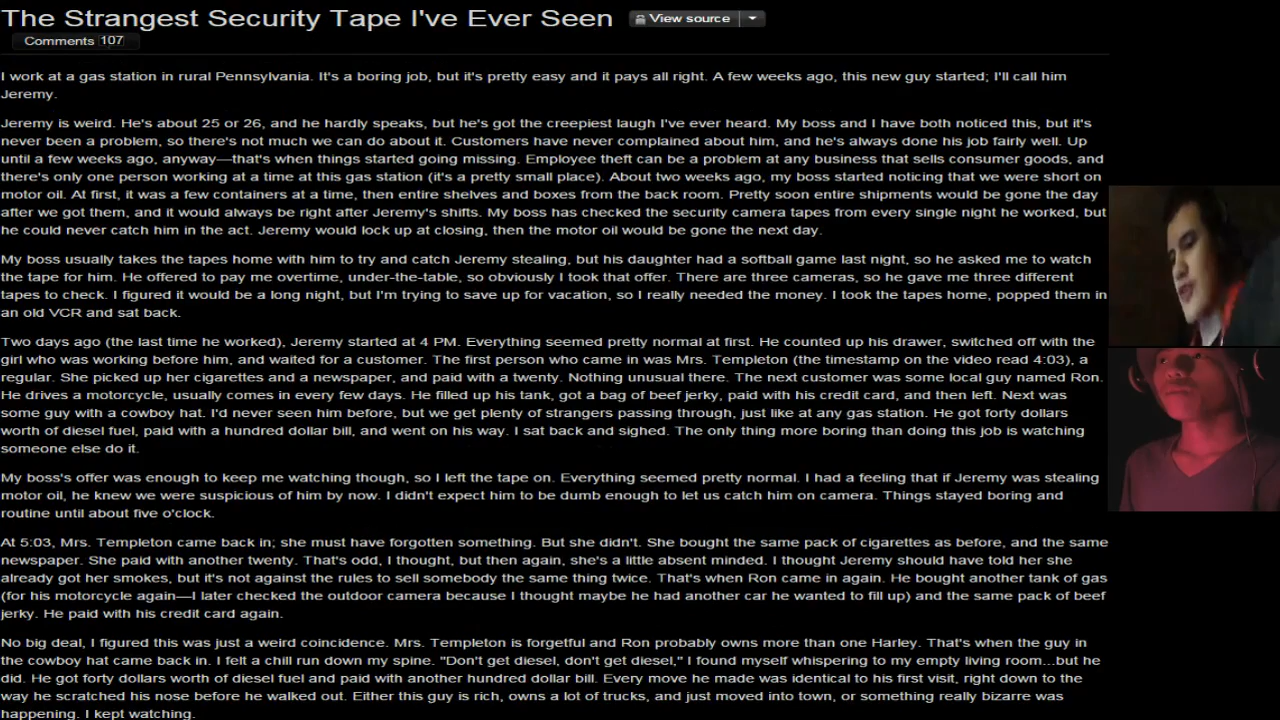 The Strangest Security Tape I've Ever Seen View source
Comments 107
I work at a gas station in rural Pennsylvania. It's a boring job, but it's pretty easy and it pays all right. A few weeks ago, this new guy started; I'll call him
Jeremy.
Jeremy is weird. He's about 25 or 26, and he hardly speaks, but he's got the creepiest laugh I've ever heard. My boss and I have both noticed this, but it's
never been a problem, so there's not much we can do about it. Customers have never complained about him, and he's always done his job fairly well. Up
until a few weeks ago, anyway—that's when things started going missing. Employee theft can be a problem at any business that sells consumer goods, and
there's only one person working at a time at this gas station (it's a pretty small place). About two weeks ago, my boss started noticing that we were short on
motor oil. At first, it was a few containers at a time, then entire shelves and boxes from the back room. Pretty soon entire shipments would be gone the day
after we got them, and it would always be right after Jeremy's shifts. My boss has checked the security camera tapes from every single night he worked, but
he could never catch him in the act. Jeremy would lock up at closing, then the motor oil would be gone the next day.
My boss usually takes the tapes home with him to try and catch Jeremy stealing, but his daughter had a softball game last night, so he asked me to watch
the tape for him. He offered to pay me overtime, under-the-table, so obviously I took that offer. There are three cameras, so he gave me three different
tapes to check. I figured it would be a long night, but I'm trying to save up for vacation, so I really needed the money. I took the tapes home, popped them in
an old VCR and sat back.
Two days ago (the last time he worked), Jeremy started at 4 PM. Everything seemed pretty normal at first. He counted up his drawer, switched off with the
girl who was working before him, and waited for a customer. The first person who came in was Mrs. Templeton (the timestamp on the video read 4:03), a
regular. She picked up her cigarettes and a newspaper, and paid with a twenty. Nothing unusual there. The next customer was some local guy named Ron.
He drives a motorcycle, usually comes in every few days. He filled up his tank, got a bag of beef jerky, paid with his credit card, and then left. Next was
some guy with a cowboy hat. I'd never seen him before, but we get plenty of strangers passing through, just like at any gas station. He got forty dollars
worth of diesel fuel, paid with a hundred dollar bill, and went on his way. I sat back and sighed. The only thing more boring than doing this job is watching
someone else do it.
My boss's offer was enough to keep me watching though, so I left the tape on. Everything seemed pretty normal. I had a feeling that if Jeremy was stealing
motor oil, he knew we were suspicious of him by now. I didn't expect him to be dumb enough to let us catch him on camera. Things stayed boring and
routine until about five o'clock.
At 5:03, Mrs. Templeton came back in; she must have forgotten something. But she didn't. She bought the same pack of cigarettes as before, and the same
newspaper. She paid with another twenty. That's odd, I thought, but then again, she's a little absent minded. I thought Jeremy should have told her she
already got her smokes, but it's not against the rules to sell somebody the same thing twice. That's when Ron came in again. He bought another tank of gas
(for his motorcycle again—I later checked the outdoor camera because I thought maybe he had another car he wanted to fill up) and the same pack of beef
jerky. He paid with his credit card again.
No big deal, I figured this was just a weird coincidence. Mrs. Templeton is forgetful and Ron probably owns more than one Harley. That's when the guy in
the cowboy hat came back in. I felt a chill run down my spine. "Don't get diesel, don't get diesel," I found myself whispering to my empty living room...but he
did. He got forty dollars worth of diesel fuel and paid with another hundred dollar bill. Every move he made was identical to his first visit, right down to the
way he scratched his nose before he walked out. Either this guy is rich, owns a lot of trucks, and just moved into town, or something really bizarre was
happening. I kept watching.